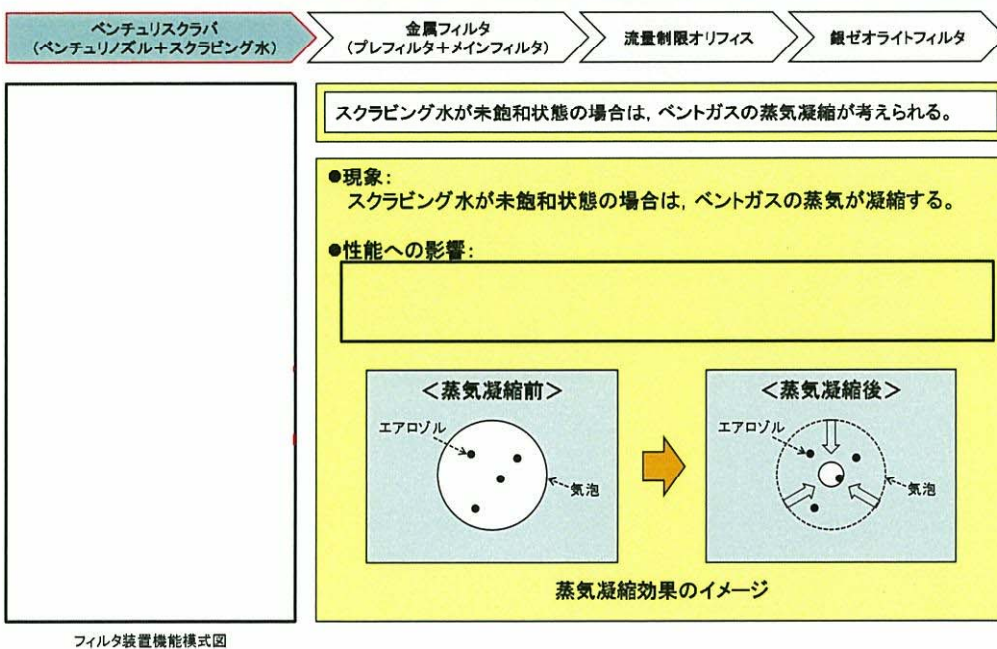 ベンチュリスクラバ
(ベンチュリノズル＋スクラビング水)
金属フィルタ
(プレフィルタ＋メインフィルタ)
流量制限オリフィス
銀ゼオライトフィルタ
スクラビング水が未飽和状態の場合は, ベントガスの蒸気凝縮が考えられる。
●現象:
スクラビング水が未飽和状態の場合は, ベントガスの蒸気が凝縮する。
●性能への影響:
＜蒸気凝縮前＞
エアロゾル
気泡
＜蒸気凝縮後＞
エアロゾル
気泡
蒸気凝縮効果のイメージ
フィルタ装置機能模式図